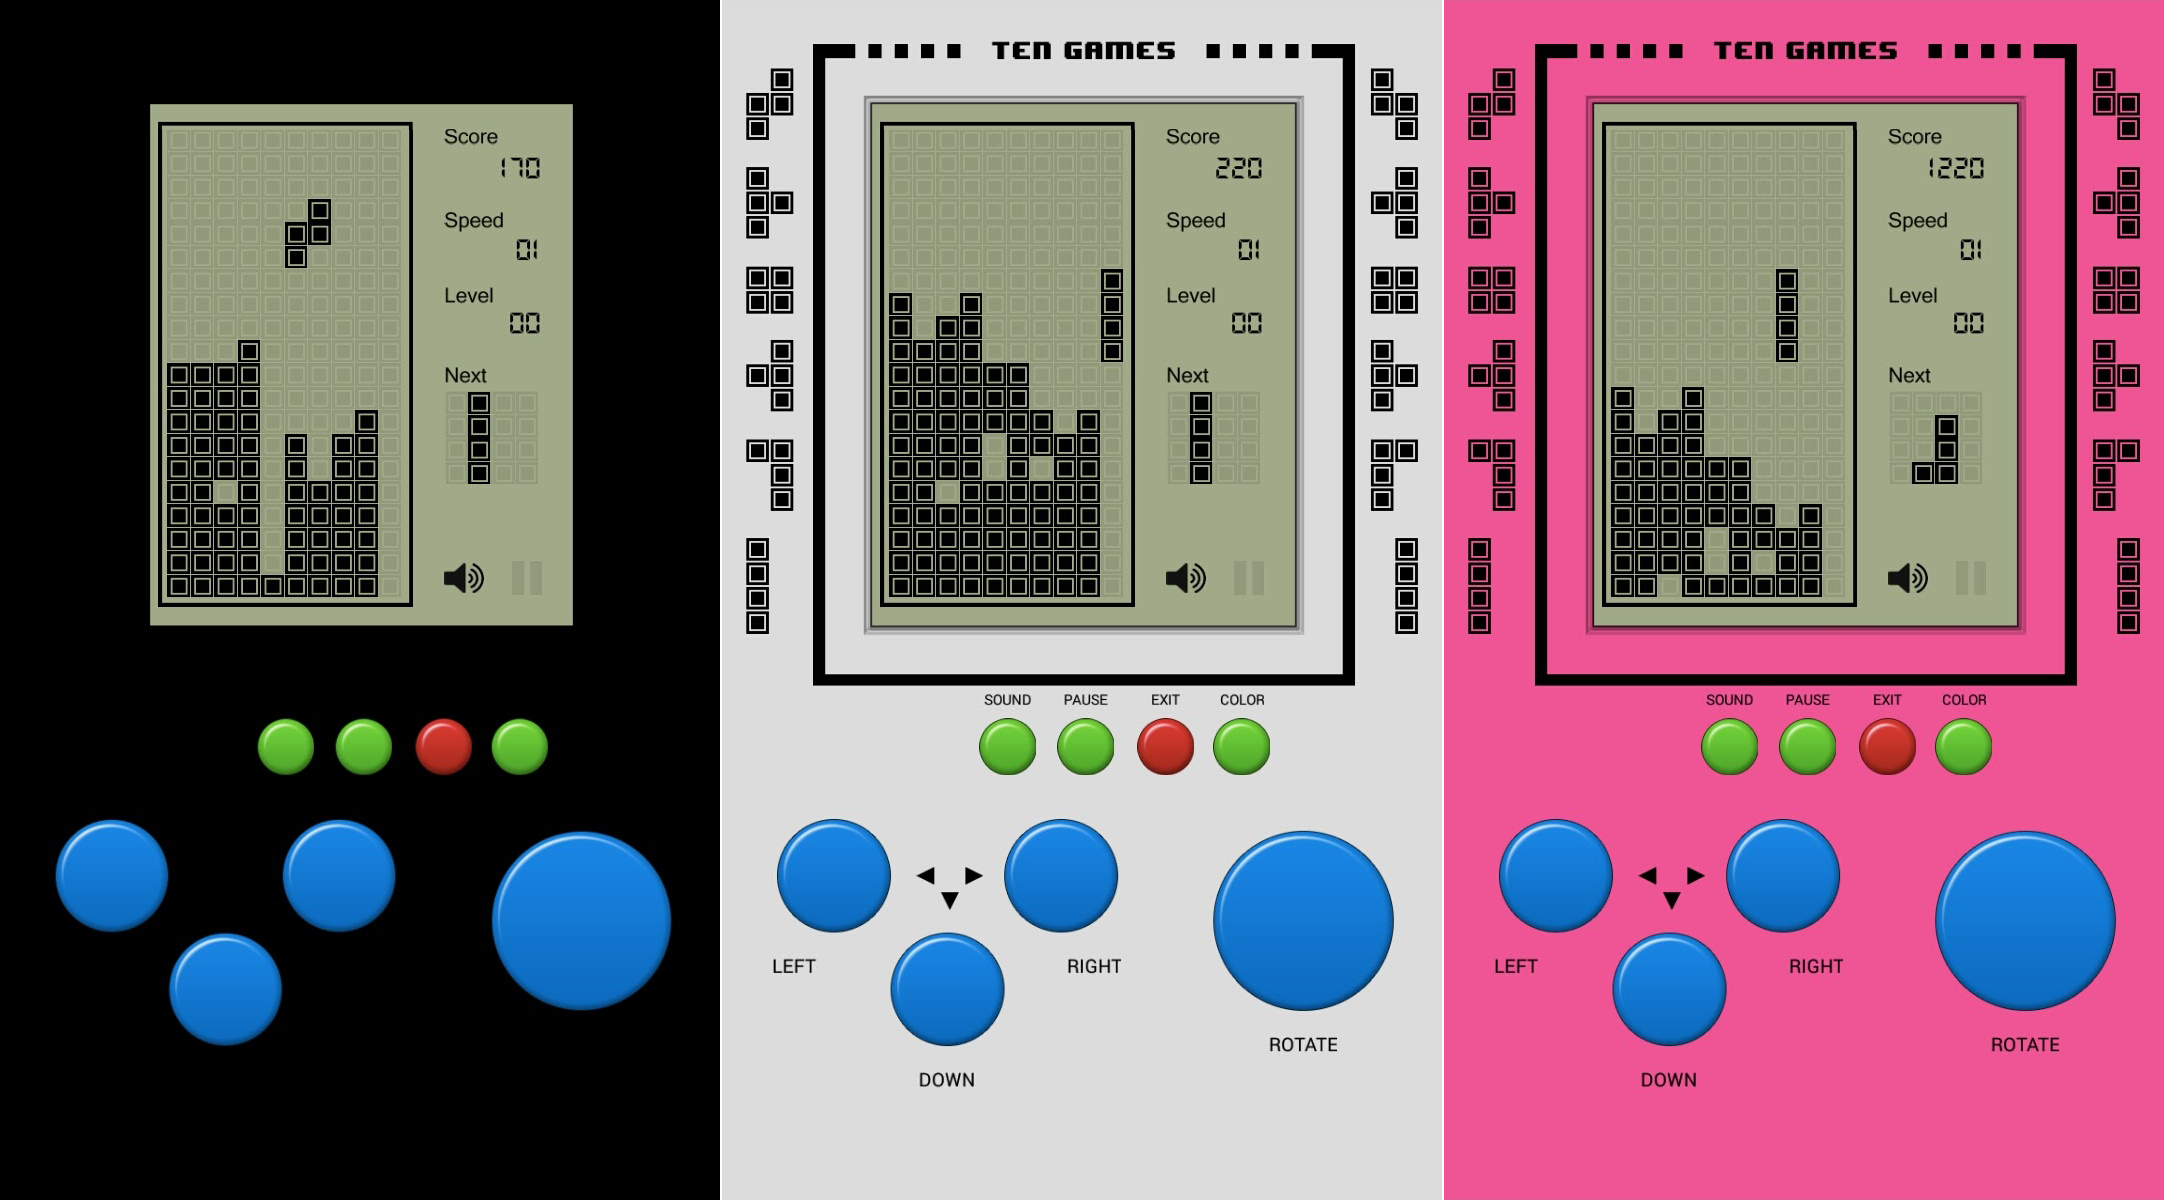 Score
170
Speed
01
Level
00
Next
TEN GAMES
Score
220
Speed
01
Level
00
Next
SOUND PAUSE EXIT COLOR
LEFT
RIGHT
DOWN
ROTATE
TEN GAMES
Score
1220
Speed
01
Level
00
Next
SOUND PAUSE EXIT COLOR
LEFT
RIGHT
DOWN
ROTATE